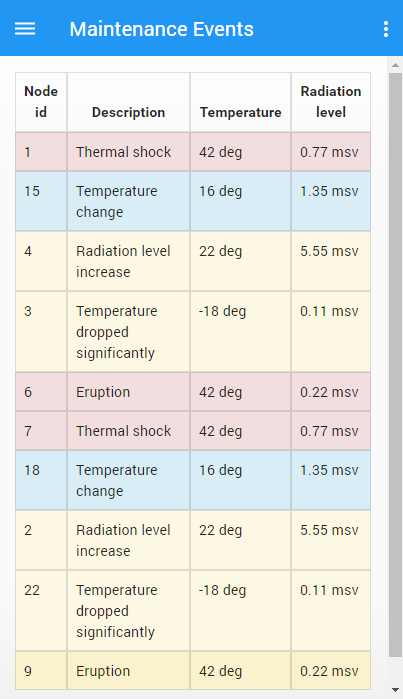 Maintenance Events
Node id Description Temperature Radiation level
1 Thermal shock 42 deg 0.77 msv
15 Temperature change 16 deg 1.35 msv
4 Radiation level increase 22 deg 5.55 msv
3 Temperature dropped significantly -18 deg 0.11 msv
6 Eruption 42 deg 0.22 msv
7 Thermal shock 42 deg 0.77 msv
18 Temperature change 16 deg 1.35 msv
2 Radiation level increase 22 deg 5.55 msv
22 Temperature dropped significantly -18 deg 0.11 msv
9 Eruption 42 deg 0.22 msv